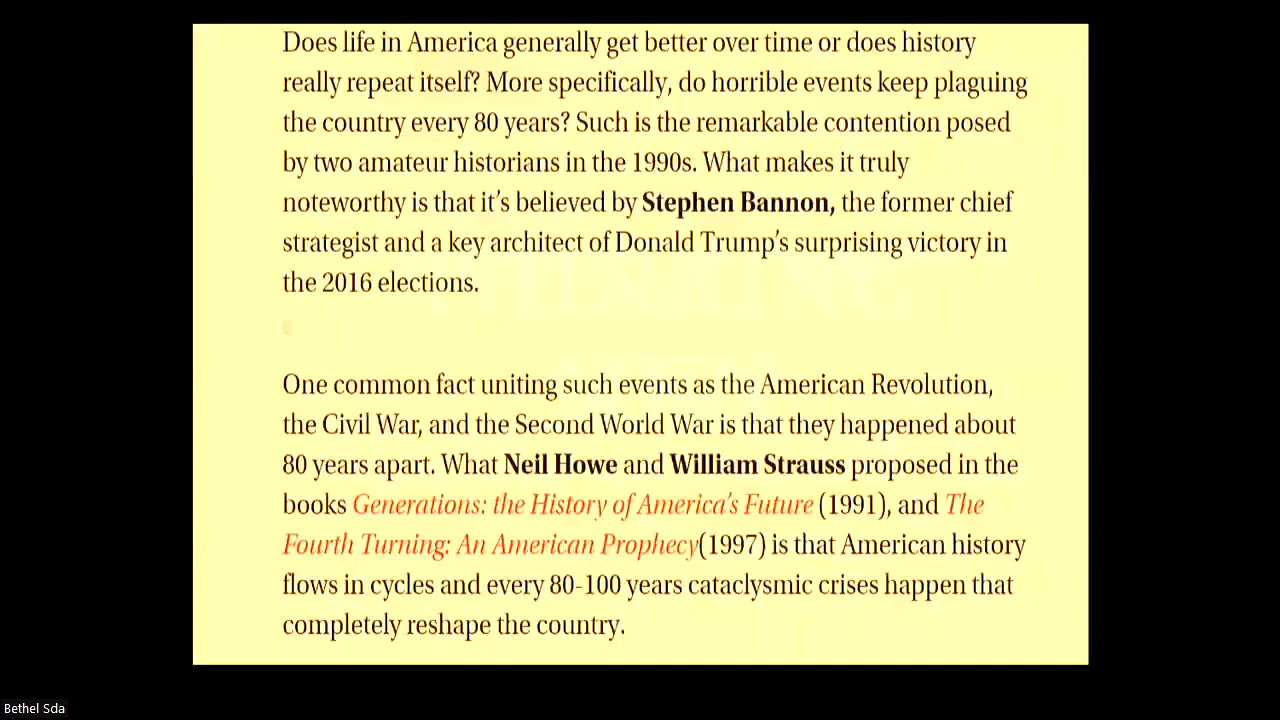 Does life in America generally get better over time or does history
really repeat itself? More specifically, do horrible events keep plaguing
the country every 80 years? Such is the remarkable contention posed
by two amateur historians in the 1990s. What makes it truly
noteworthy is that it's believed by Stephen Bannon, the former chief
strategist and a key architect of Donald Trump's surprising victory in
the 2016 elections.
One common fact uniting such events as the American Revolution,
the Civil War, and the Second World War is that they happened about
80 years apart. What Neil Howe and William Strauss proposed in the
books Generations: the History of America's Future (1991), and The
Fourth Turning: An American Prophecy(1997) is that American history
flows in cycles and every 80-100 years cataclysmic crises happen that
completely reshape the country.
Bethel Sda